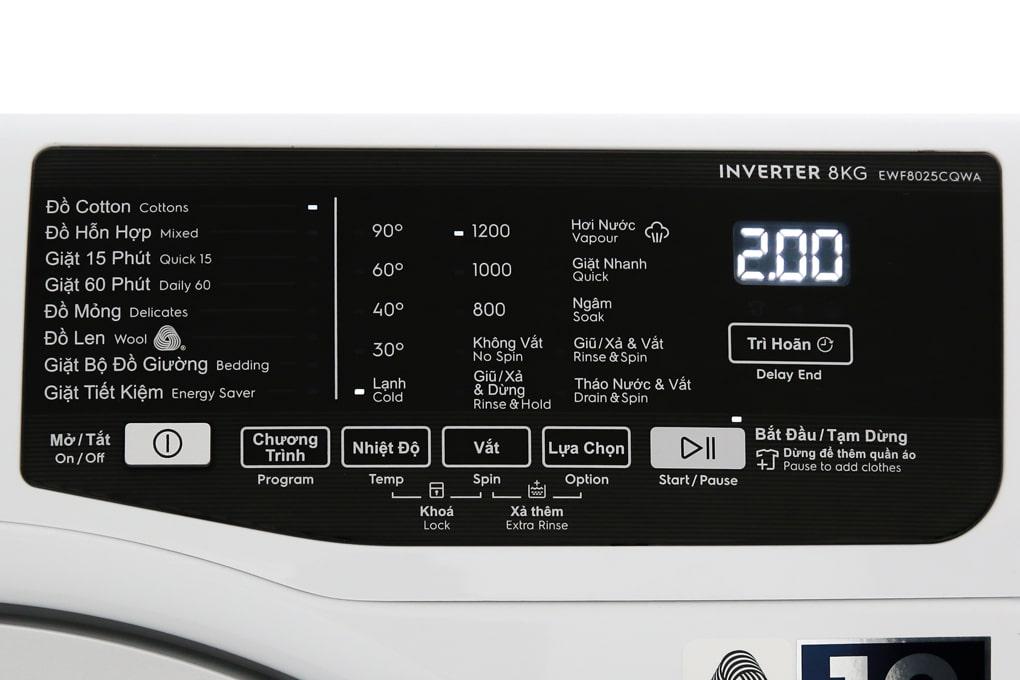 INVERTER 8KG EWF8025CQWA
Đồ Cotton Cottons
Đồ Hỗn Hợp Mixed
Giặt 15 Phút Quick 15
Giặt 60 Phút Daily 60
Đồ Mỏng Delicates
Đồ Len Wool
Giặt Bộ Đồ Giường Bedding
Giặt Tiết Kiệm Energy Saver
90°
60°
40°
30°
Lạnh
Cold
1200
1000
800
Không Vắt
No Spin
Giũ/Xả
& Dừng
Rinse & Hold
Hơi Nước
Vapour
Giặt Nhanh
Quick
Ngâm
Soak
Giũ/Xả & Vắt
Rinse & Spin
Tháo Nước & Vắt
Drain & Spin
2.00
Trì Hoãn
Delay End
Mở/Tắt
On/Off
Chương
Trình
Program
Nhiệt Độ
Temp
Vắt
Spin
Lựa Chọn
Option
Khoá
Lock
Xả thêm
Extra Rinse
Start/Pause
Bắt Đầu/Tạm Dừng
Dừng để thêm quần áo
Pause to add clothes